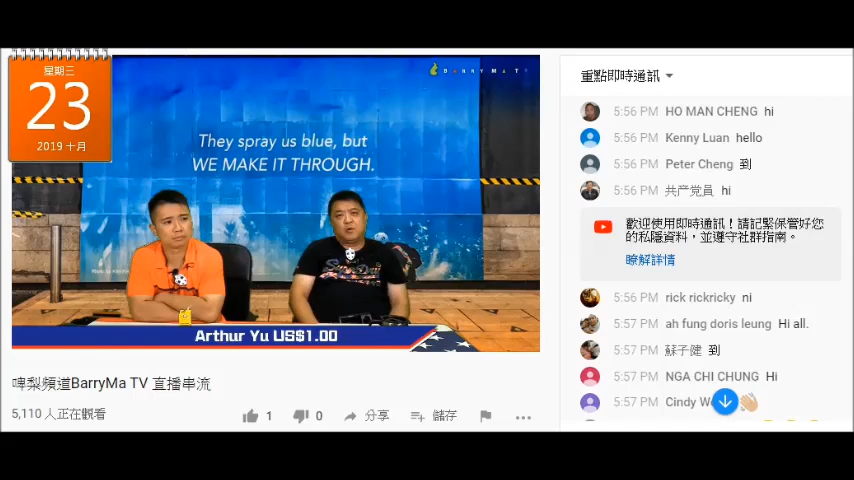 星期三
23
2019 十月
BARRYMA TV
They spray us blue, but
WE MAKE IT THROUGH.
Arthur Yu US$1.00
啤梨頻道BarryMa TV 直播串流
5,110 人正在觀看
1
0
分享
儲存
重點即時通訊
5:56 PM HO MAN CHENG hi
5:56 PM Kenny Luan hello
5:56 PM Peter Cheng 到
5:56 PM 共产党員 hi
歡迎使用即時通訊！請記緊保管好您
的私隱資料，並遵守社群指南。
瞭解詳情
5:56 PM rick rickricky ni
5:57 PM ah fung doris leung Hi all.
5:57 PM 蘇子健 到
5:57 PM NGA CHI CHUNG Hi
5:57 PM Cindy